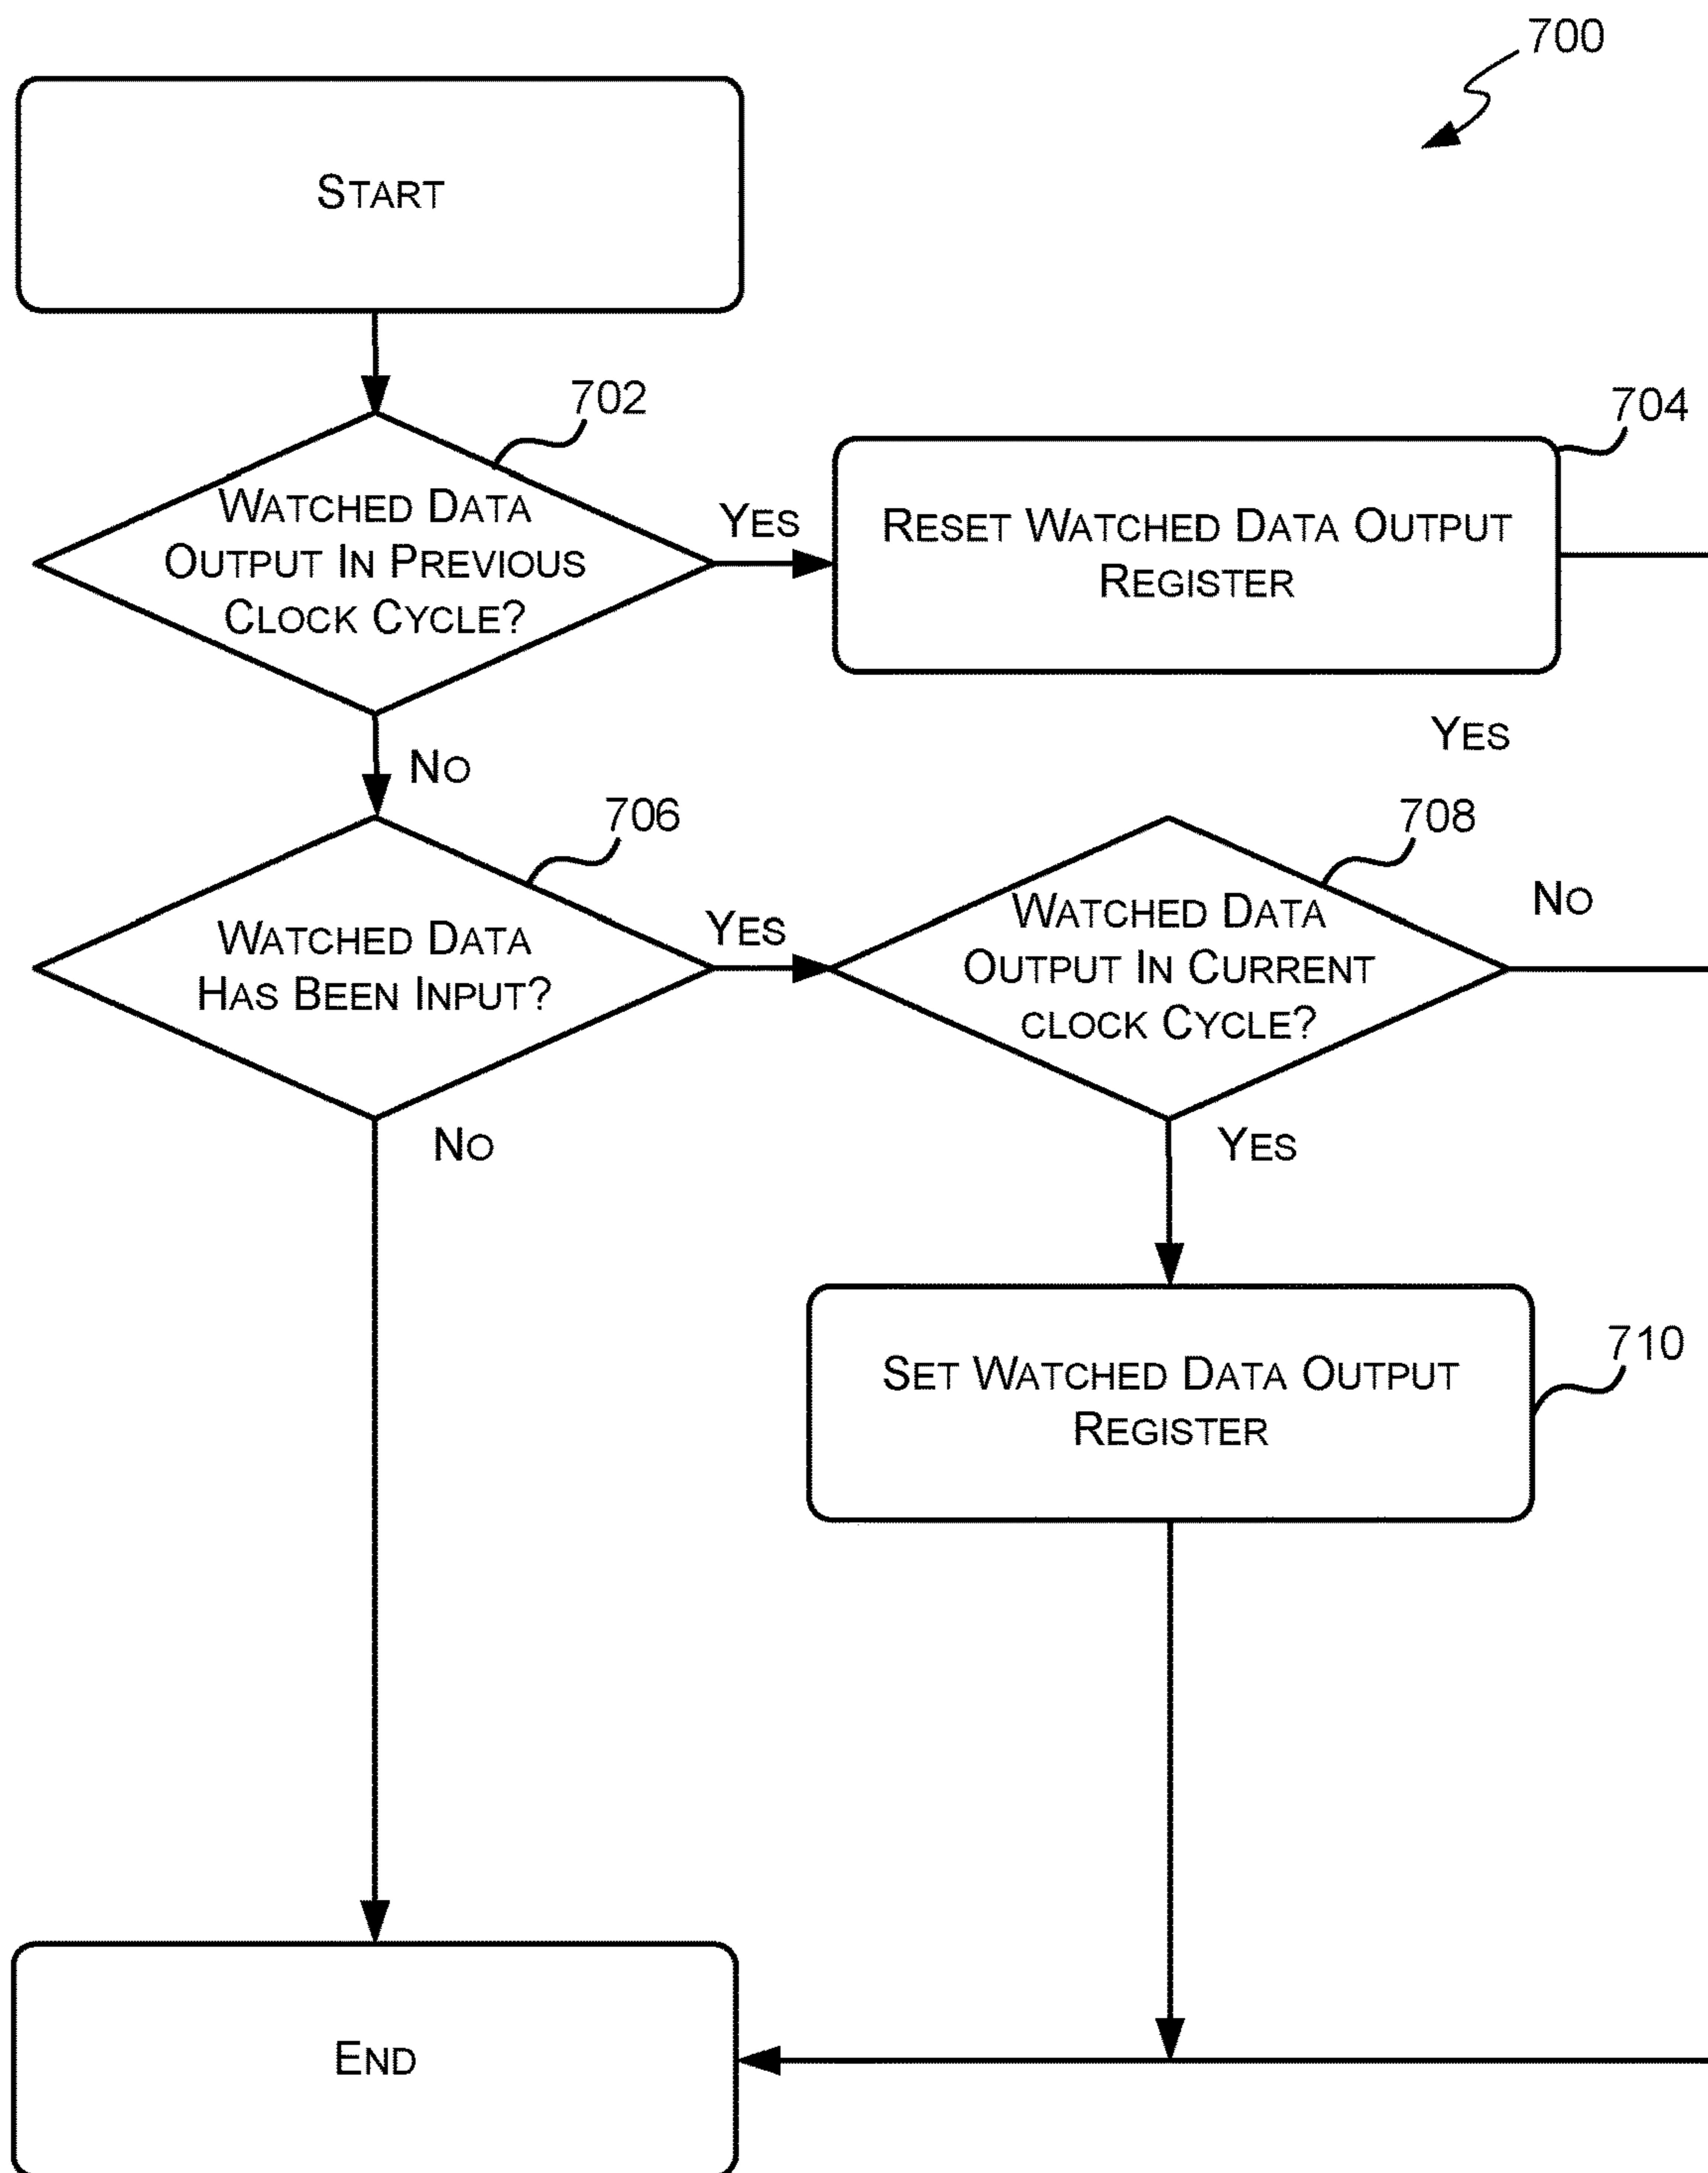 700
START
702
WATCHED DATA
OUTPUT IN PREVIOUS
CLOCK CYCLE?
YES
704
RESET WATCHED DATA OUTPUT
REGISTER
NO
YES
706
WATCHED DATA
HAS BEEN INPUT?
YES
708
WATCHED DATA
OUTPUT IN CURRENT
CLOCK CYCLE?
NO
NO
YES
SET WATCHED DATA OUTPUT
REGISTER
710
END